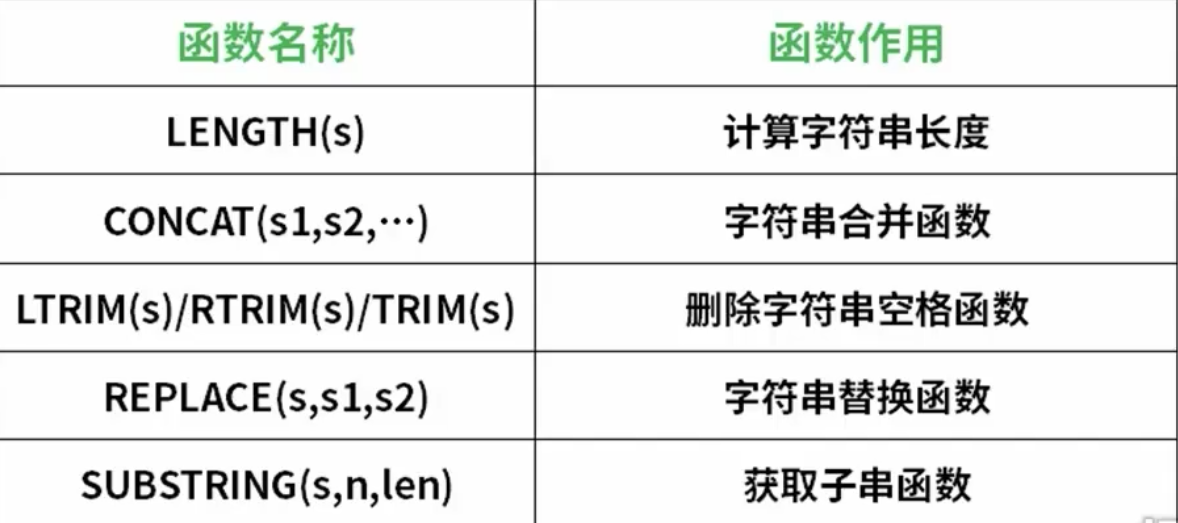 函数名称 函数作用
LENGTH(s) 计算字符串长度
CONCAT(s1,s2,···) 字符串合并函数
LTRIM(s)/RTRIM(s)/TRIM(s) 删除字符串空格函数
REPLACE(s,s1,s2) 字符串替换函数
SUBSTRING(s,n,len) 获取子串函数